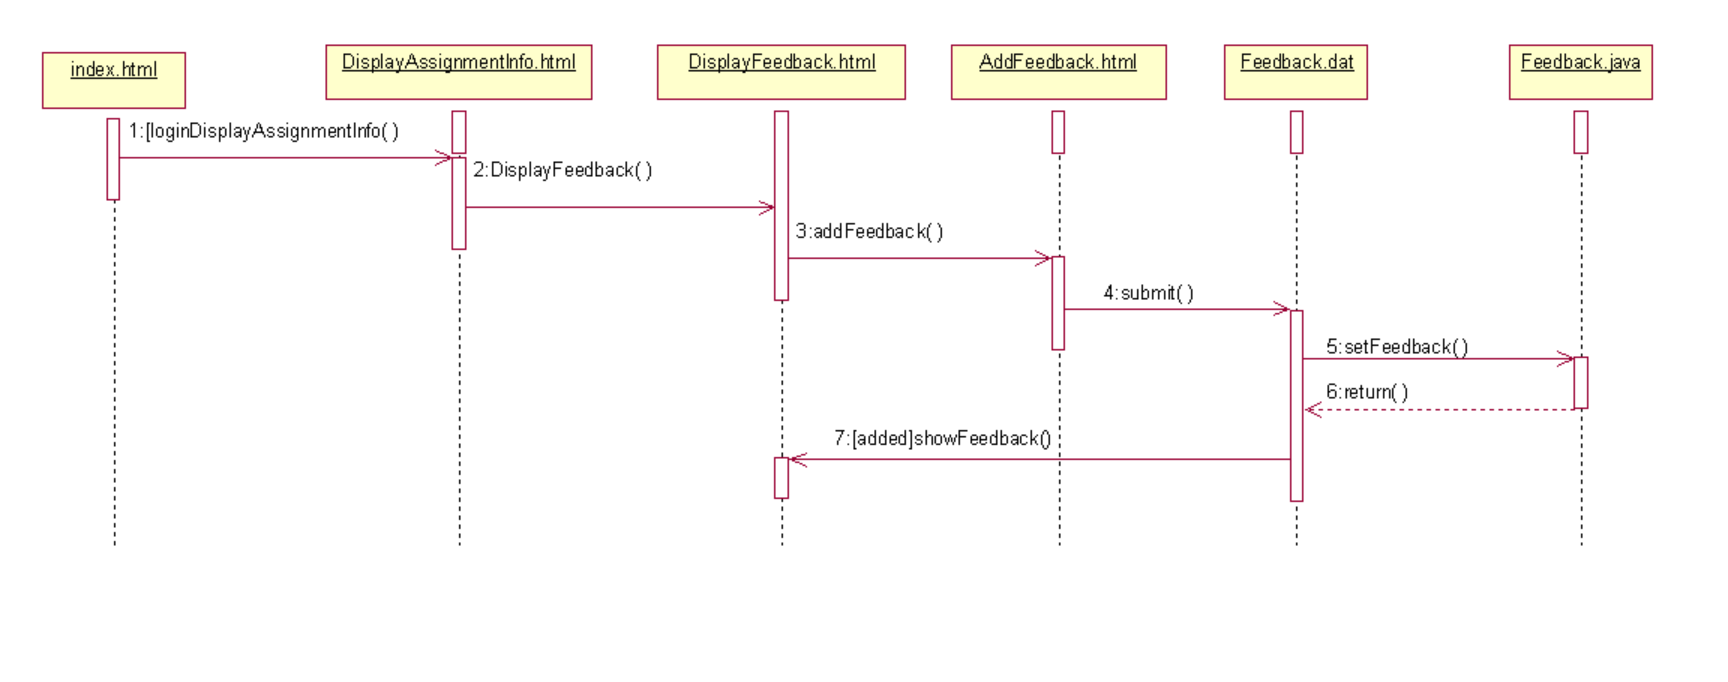 index.html
DisplayAssignmentInfo.html
DisplayFeedback.html
AddFeedback.html
Feedback.dat
Feedback.java
1:[loginDisplayAssignmentInfo( )
2:DisplayFeedback( )
3:addFeedback( )
4:submit( )
5:setFeedback( )
6:return( )
7:[added]showFeedback()